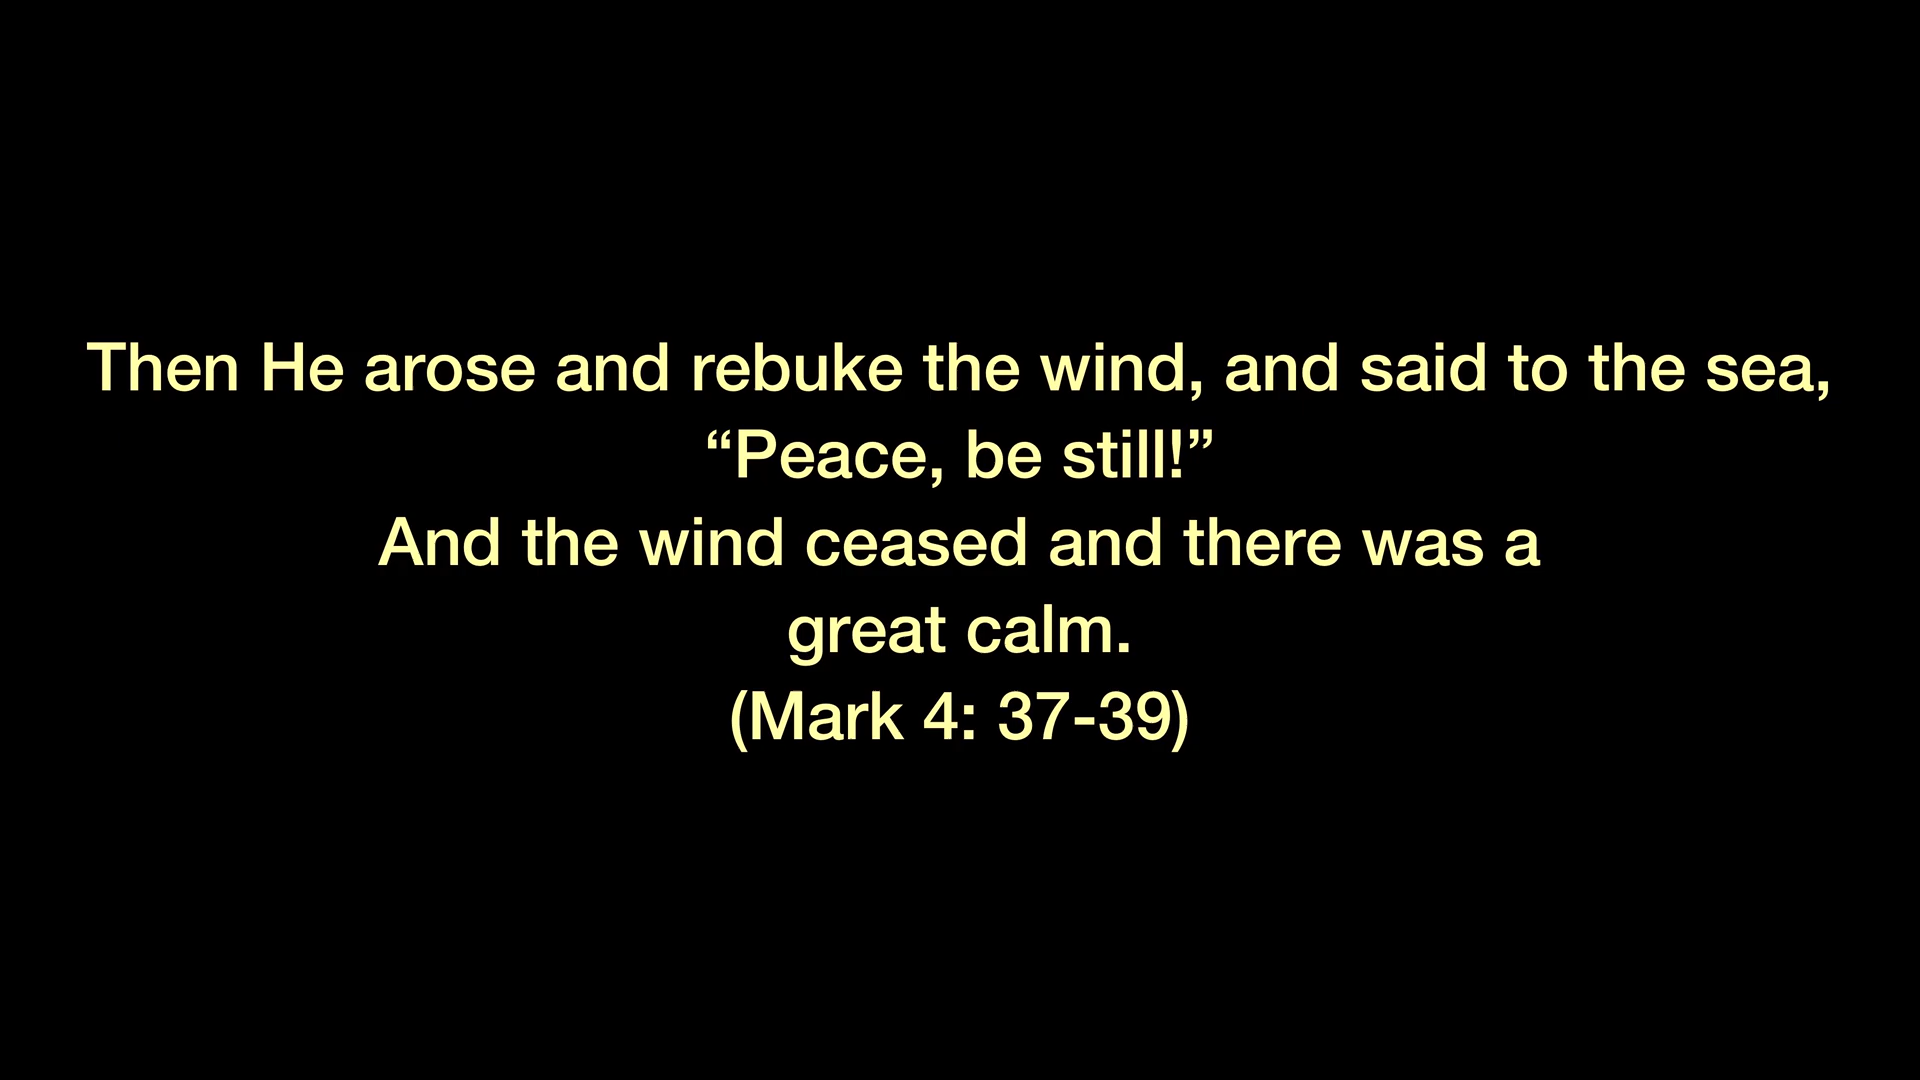 Then He arose and rebuke the wind, and said to the sea,
“Peace, be still!”
And the wind ceased and there was a
great calm.
(Mark 4: 37-39)